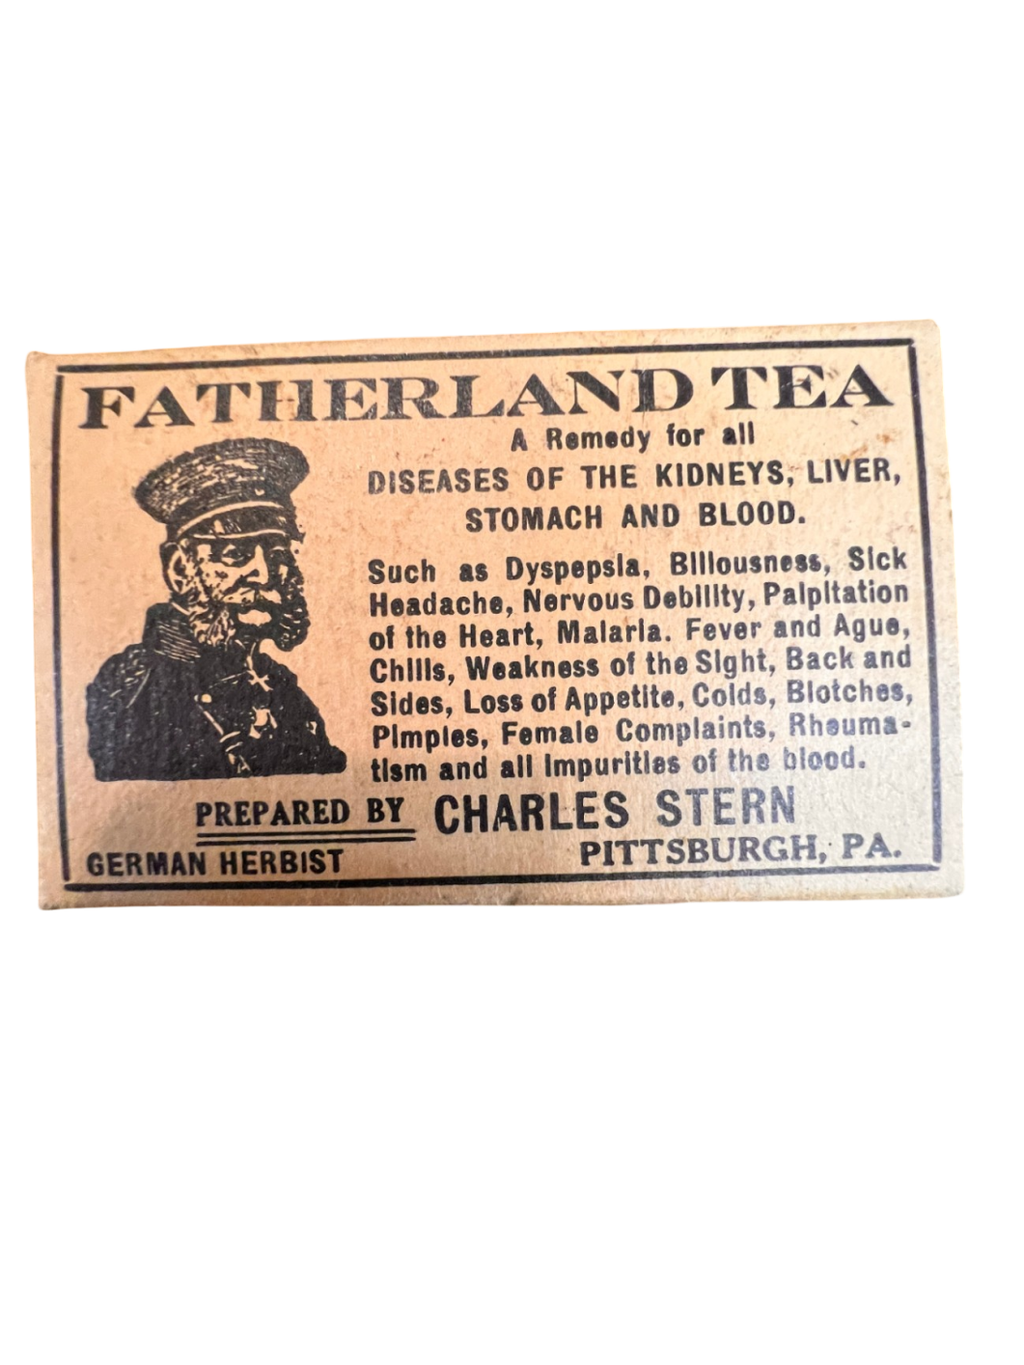 FATHERLAND TEA
A Remedy for all
DISEASES OF THE KIDNEYS, LIVER,
STOMACH AND BLOOD.
Such as Dyspepsia, Biliousness, Sick
Headache, Nervous Debility, Palpitation
of the Heart, Malaria. Fever and Ague,
Chills, Weakness of the Sight, Back and
Sides, Loss of Appetite, Colds, Blotches,
Pimples, Female Complaints, Rheuma-
tism and all impurities of the blood.
PREPARED BY CHARLES STERN
GERMAN HERBIST PITTSBURGH, PA.